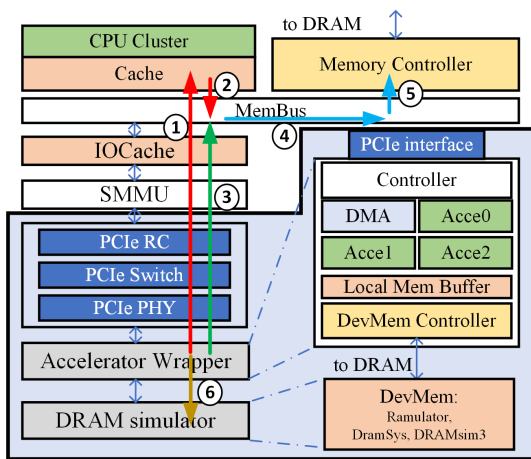 to DRAM
CPU Cluster
Cache
Memory Controller
2
5
MemBus
1
4
IOCache
PCIe interface
Controller
SMMU
3
DMA
Acce0
PCIe RC
Acce1
Acce2
PCIe Switch
Local Mem Buffer
PCIe PHY
DevMem Controller
Accelerator Wrapper
to DRAM
6
DRAM simulator
DevMem:
Ramulator,
DramSys, DRAMsim3